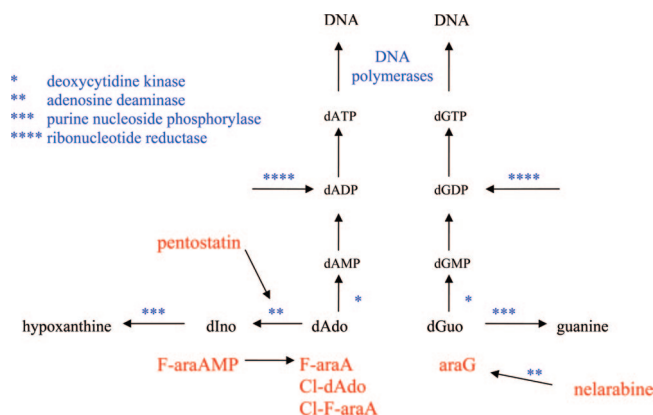 DNA DNA
DNA
polymerases
* deoxycytidine kinase
** adenosine deaminase
*** purine nucleoside phosphorylase
**** ribonucleotide reductase
dATP dGTP
**** ****
dADP dGDP
pentostatin
dAMP dGMP
* *
*** ** ***
hypoxanthine dIno dAdo dGuo guanine
F-araAMP F-araA araG
**
Cl-dAdo nelarabine
Cl-F-araA